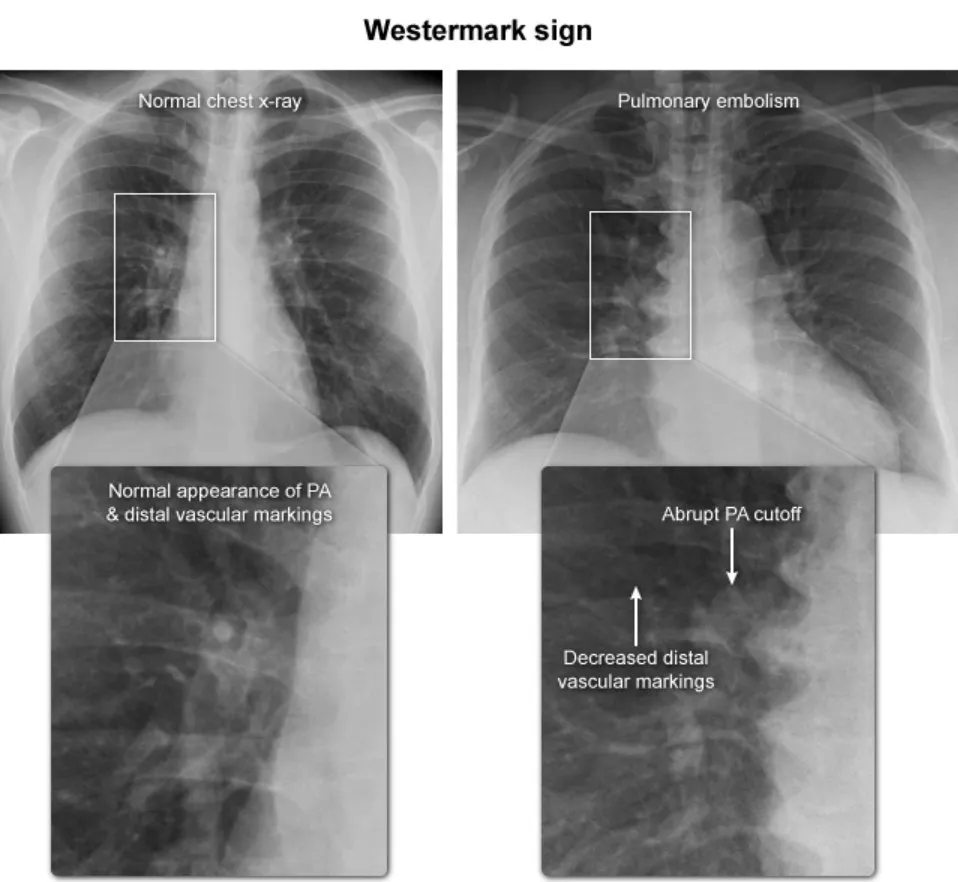 Westermark sign
Normal chest x-ray
Pulmonary embolism
Normal appearance of PA
& distal vascular markings
Abrupt PA cutoff
Decreased distal
vascular markings